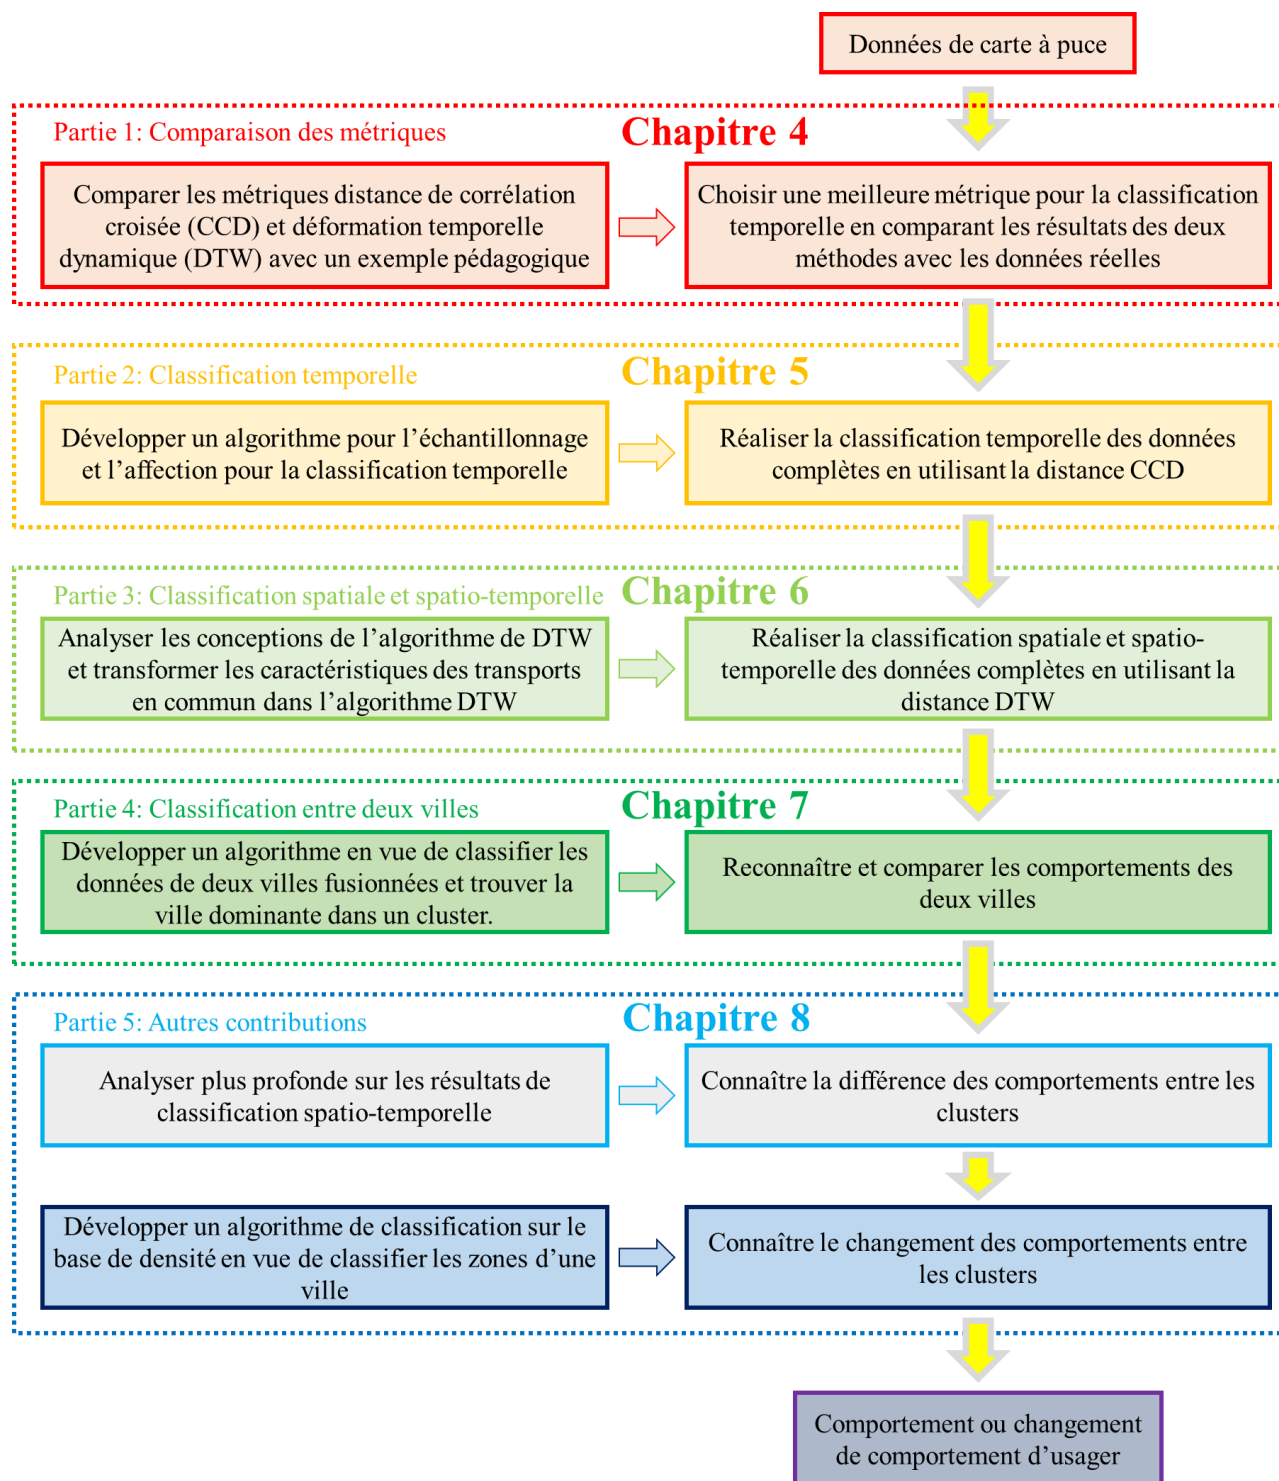 Données de carte à puce
Partie 1: Comparaison des métriques
Chapitre 4
Comparer les métriques distance de corrélation
croisée (CCD) et déformation temporelle
dynamique (DTW) avec un exemple pédagogique
Choisir une meilleure métrique pour la classification
temporelle en comparant les résultats des deux
méthodes avec les données réelles
Partie 2: Classification temporelle
Chapitre 5
Développer un algorithme pour l’échantillonnage
et l’affection pour la classification temporelle
Réaliser la classification temporelle des données
complètes en utilisant la distance CCD
Partie 3: Classification spatiale et spatio-temporelle
Chapitre 6
Analyser les conceptions de l’algorithme de DTW
et transformer les caractéristiques des transports
en commun dans l’algorithme DTW
Réaliser la classification spatiale et spatio-
temporelle des données complètes en utilisant la
distance DTW
Partie 4: Classification entre deux villes
Chapitre 7
Développer un algorithme en vue de classifier les
données de deux villes fusionnées et trouver la
ville dominante dans un cluster.
Reconnaître et comparer les comportements des
deux villes
Partie 5: Autres contributions
Chapitre 8
Analyser plus profonde sur les résultats de
classification spatio-temporelle
Connaître la différence des comportements entre les
clusters
Développer un algorithme de classification sur le
base de densité en vue de classifier les zones d’une
ville
Connaître le changement des comportements entre
les clusters
Comportement ou changement
de comportement d’usager